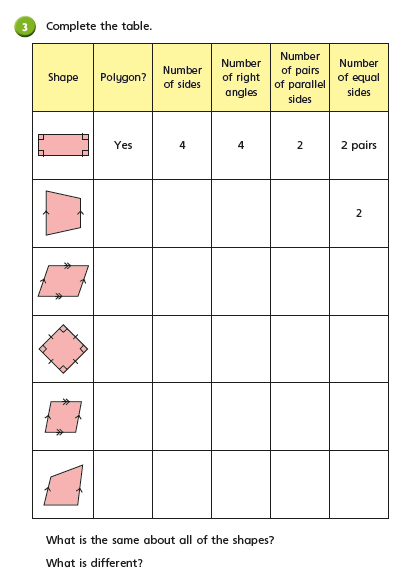 3 Complete the table.
Shape
Polygon?
Number
of sides
Number
of right
angles
Number
of pairs
of parallel
sides
Number
of equal
sides
Yes
4
4
2
2 pairs
2
What is the same about all of the shapes?
What is different?